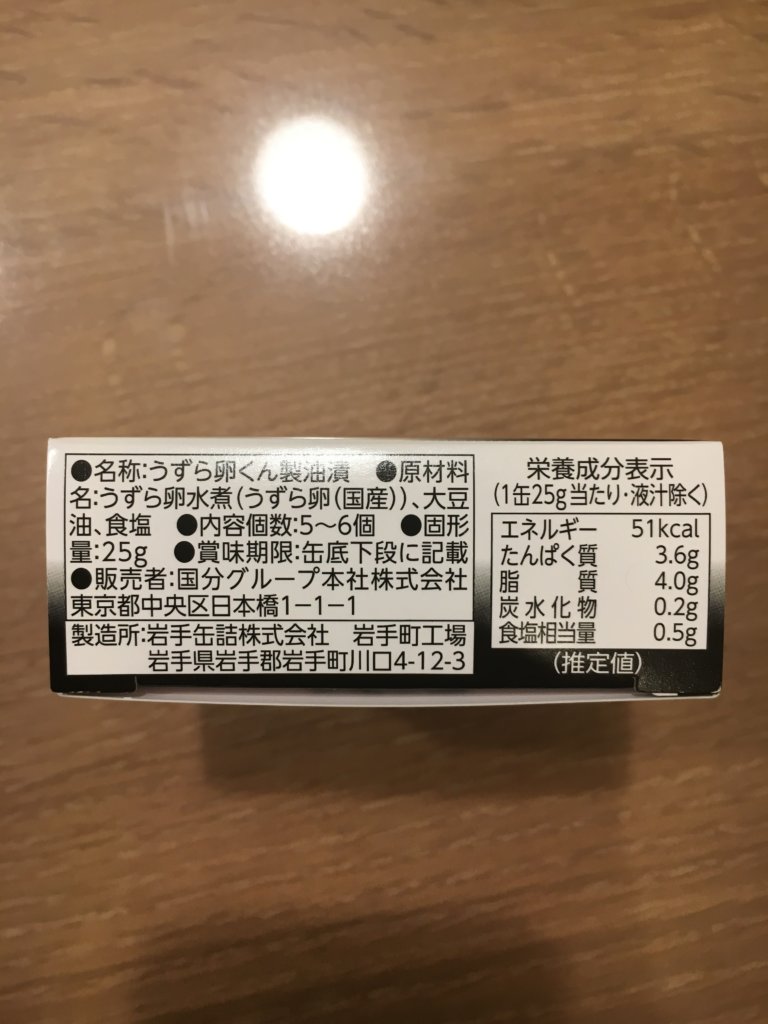 ●名称:うずら卵くん製油漬 ●原材料
名:うずら卵水煮(うずら卵(国産))、大豆
油、食塩 ●内容個数:5〜6個 ●固形
量:25g ●賞味期限:缶底下段に記載
●販売者:国分グループ本社株式会社
東京都中央区日本橋1−1−1
製造所:岩手缶詰株式会社 岩手町工場
岩手県岩手郡岩手町川口4-12-3
栄養成分表示
(1缶25g当たり・液汁除く)
エネルギー 51kcal
たんぱく質 3.6g
脂質 4.0g
炭水化物 0.2g
食塩相当量 0.5g
(推定値)